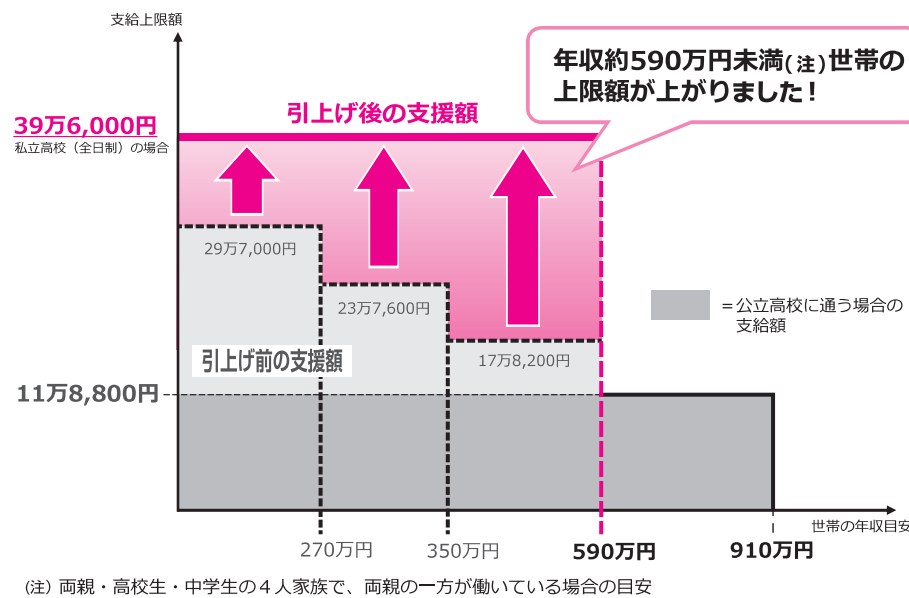 支給上限額
年収約590万円未満(注)世帯の
上限額が上がりました！
引上げ後の支援額
39万6,000円
私立高校（全日制）の場合
29万7,000円
23万7,600円
17万8,200円
＝公立高校に通う場合の
支給額
引上げ前の支援額
11万8,800円
世帯の年収目安
270万円
350万円
590万円
910万円
（注）両親・高校生・中学生の４人家族で、両親の一方が働いている場合の目安